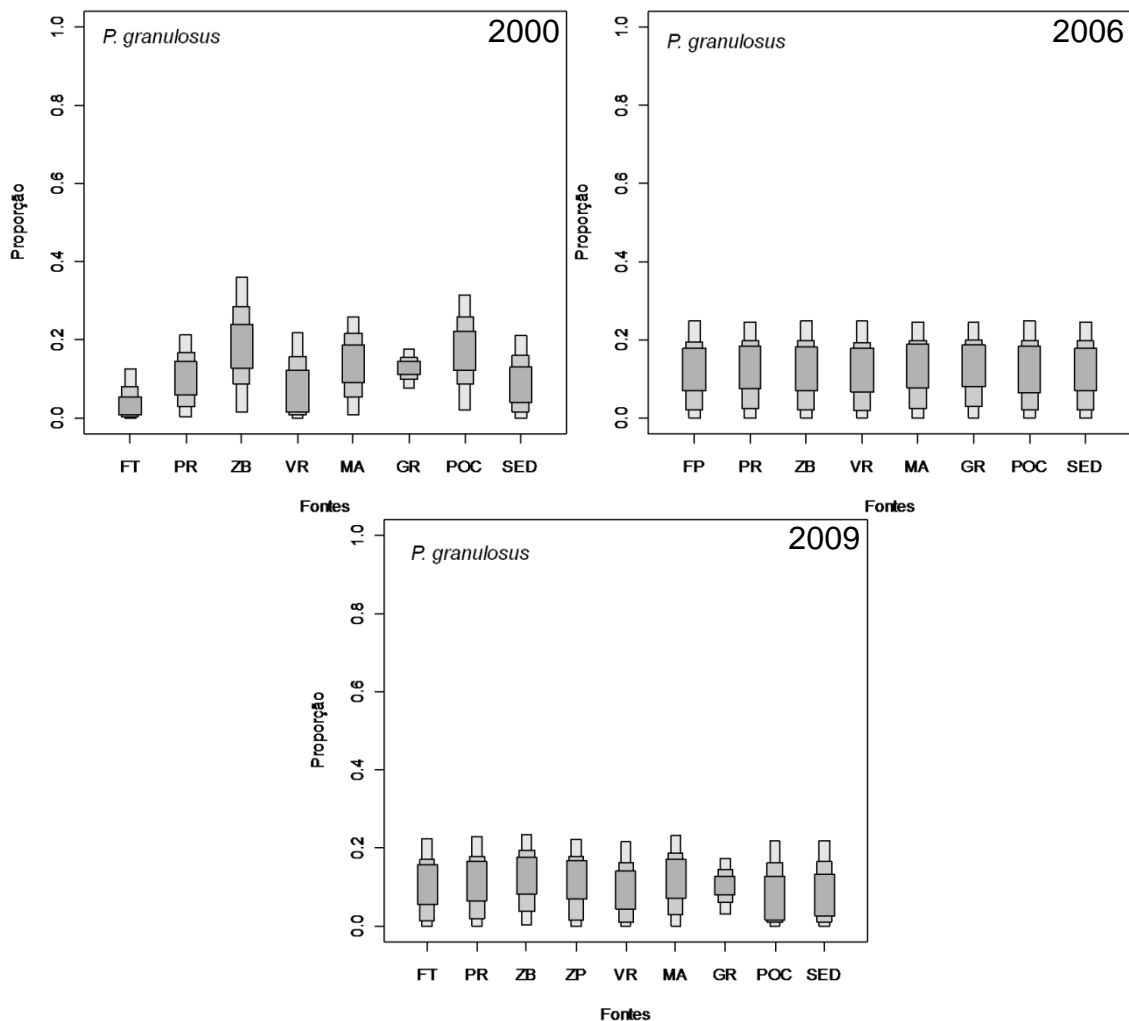 P. granulosus 2000
1.0
0.8
0.6
0.4
0.2
0.0
Proporção
FT PR ZB VR MA GR POC SED
Fontes
P. granulosus 2006
1.0
0.8
0.6
0.4
0.2
0.0
Proporção
FP PR ZB VR MA GR POC SED
Fontes
P. granulosus 2009
1.0
0.8
0.6
0.4
0.2
0.0
Proporção
FT PR ZB ZP VR MA GR POC SED
Fontes